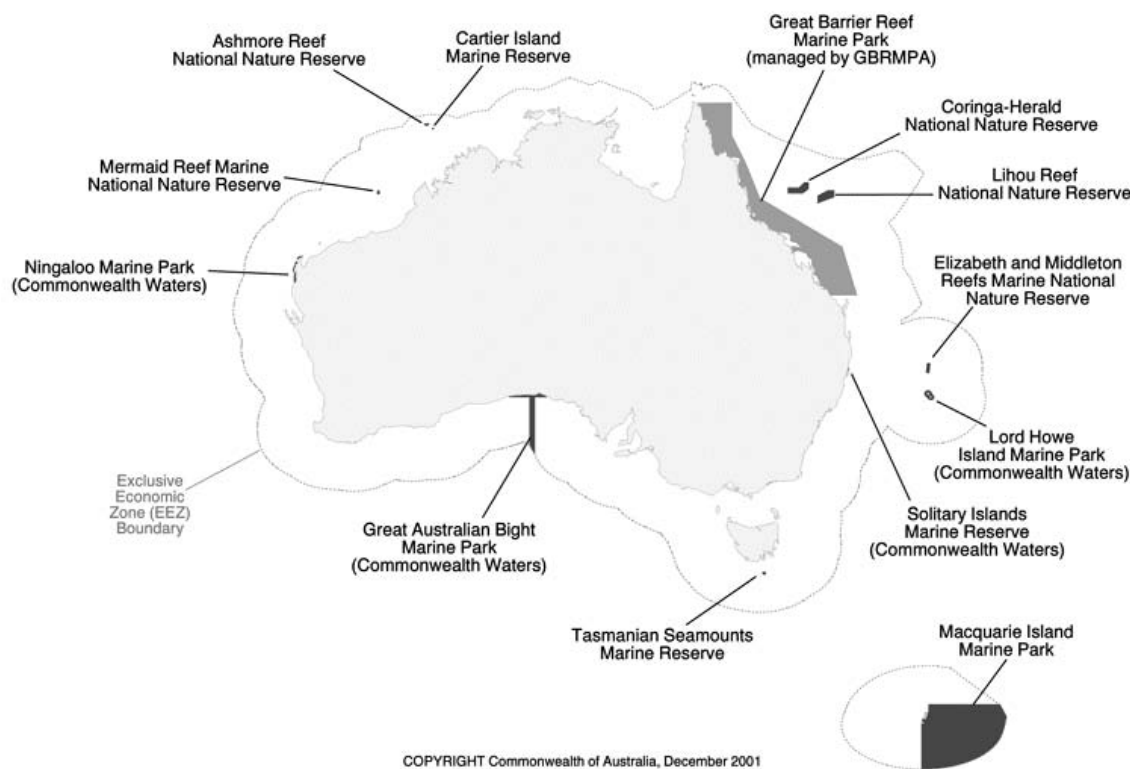 Ashmore Reef
National Nature Reserve
Cartier Island
Marine Reserve
Great Barrier Reef
Marine Park
(managed by GBRMPA)
Coringa-Herald
National Nature Reserve
Mermaid Reef Marine
National Nature Reserve
Lihou Reef
National Nature Reserve
Ningaloo Marine Park
(Commonwealth Waters)
Elizabeth and Middleton
Reefs Marine National
Nature Reserve
Lord Howe
Island Marine Park
(Commonwealth Waters)
Exclusive
Economic
Zone (EEZ)
Boundary
Great Australian Bight
Marine Park
(Commonwealth Waters)
Solitary Islands
Marine Reserve
(Commonwealth Waters)
Tasmanian Seamounts
Marine Reserve
Macquarie Island
Marine Park
COPYRIGHT Commonwealth of Australia, December 2001